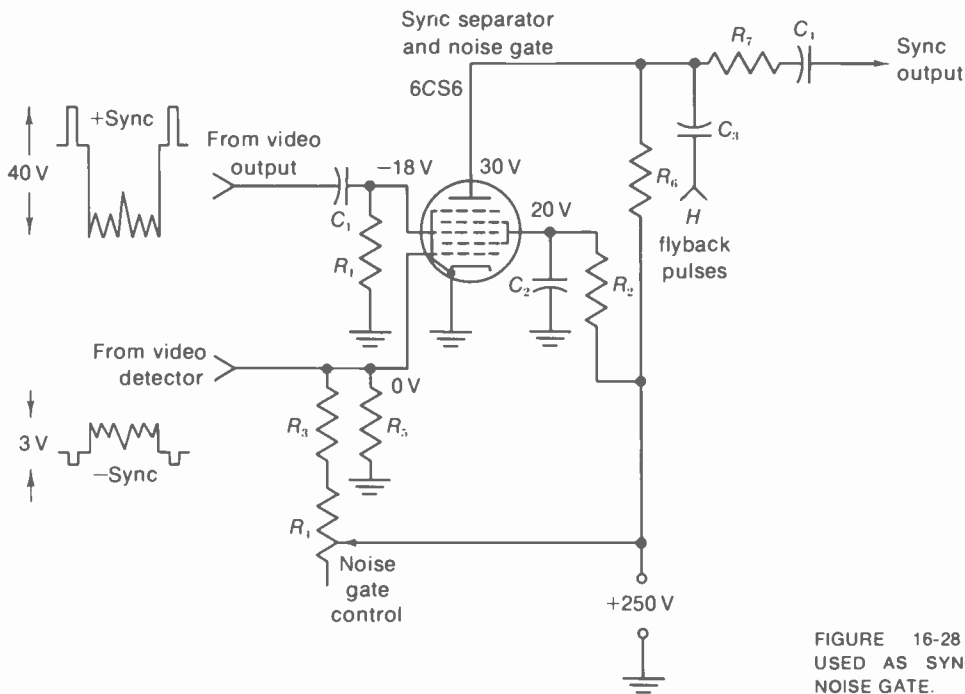 Sync separator
and noise gate
6CS6
R7
C1
Sync
output
+Sync
40 V
From video
output
−18 V
30 V
C3
R6
C1
R1
20 V
H
flyback
pulses
C2
R2
From video
detector
0 V
3 V
−Sync
R3
R5
R1
Noise
gate
control
+250 V
FIGURE 16-28
USED AS SYN
NOISE GATE.